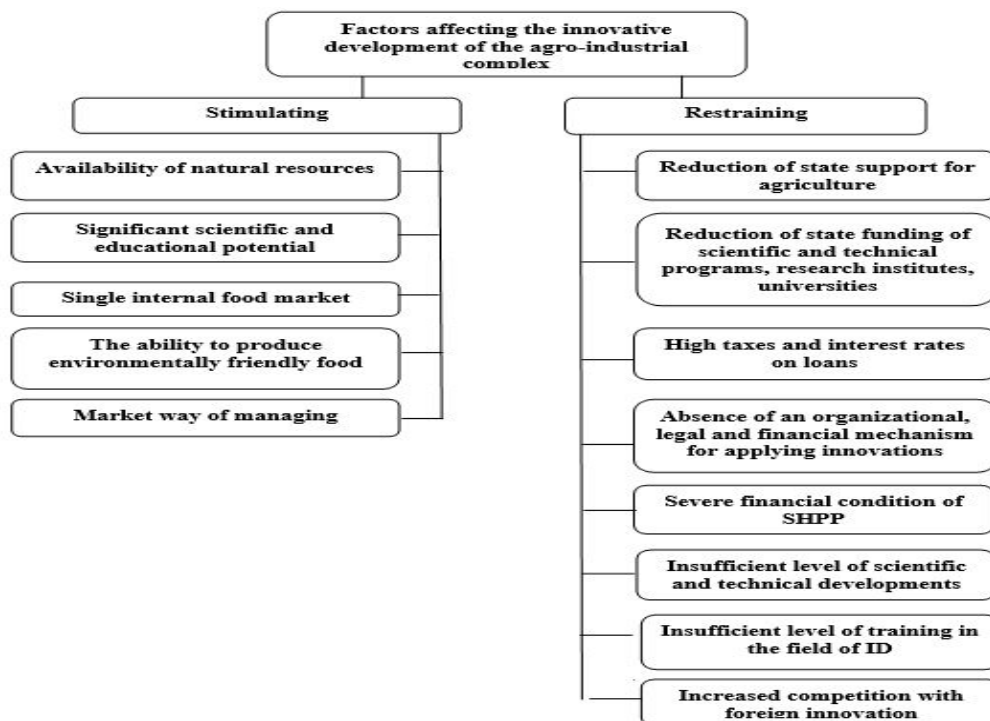 Factors affecting the innovative
development of the agro-industrial
complex
Stimulating
Availability of natural resources
Significant scientific and
educational potential
Single internal food market
The ability to produce
environmentally friendly food
Market way of managing
Restraining
Reduction of state support for
agriculture
Reduction of state funding of
scientific and technical
programs, research institutes,
universities
High taxes and interest rates
on loans
Absence of an organizational,
legal and financial mechanism
for applying innovations
Severe financial condition of
SHPP
Insufficient level of scientific
and technical developments
Insufficient level of training in
the field of ID
Increased competition with
foreign innovation